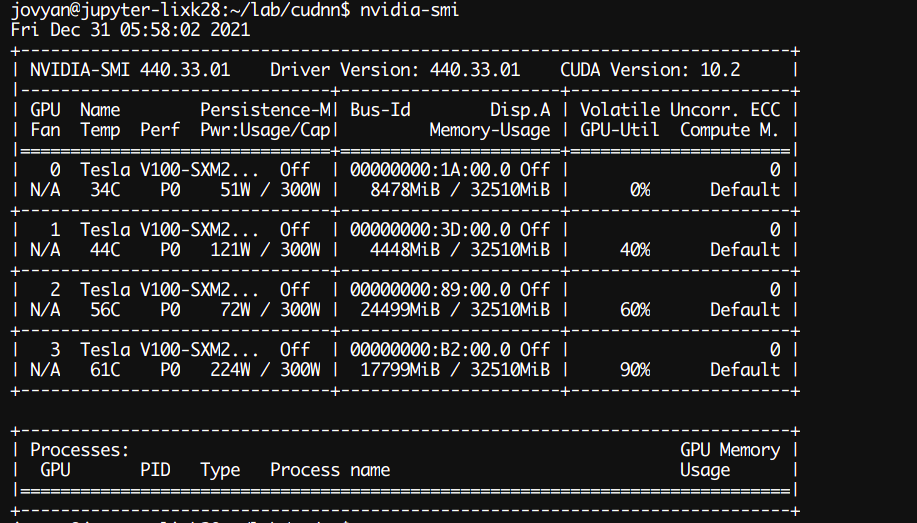 jovyan@jupyter-lixk28:~/lab/cudnn$ nvidia-smi
Fri Dec 31 05:58:02 2021
+-----------------------------------------------------------------------------+
| NVIDIA-SMI 440.33.01    Driver Version: 440.33.01    CUDA Version: 10.2     |
|-------------------------------+----------------------+----------------------+
| GPU  Name        Persistence-M| Bus-Id        Disp.A | Volatile Uncorr. ECC |
| Fan  Temp  Perf  Pwr:Usage/Cap|         Memory-Usage | GPU-Util  Compute M. |
|===============================+======================+======================|
|   0  Tesla V100-SXM2...  Off  | 00000000:1A:00.0 Off |                    0 |
| N/A   34C    P0    51W / 300W |   8478MiB / 32510MiB |      0%      Default |
+-------------------------------+----------------------+----------------------+
|   1  Tesla V100-SXM2...  Off  | 00000000:3D:00.0 Off |                    0 |
| N/A   44C    P0   121W / 300W |   4448MiB / 32510MiB |     40%      Default |
+-------------------------------+----------------------+----------------------+
|   2  Tesla V100-SXM2...  Off  | 00000000:89:00.0 Off |                    0 |
| N/A   56C    P0    72W / 300W |  24499MiB / 32510MiB |     60%      Default |
+-------------------------------+----------------------+----------------------+
|   3  Tesla V100-SXM2...  Off  | 00000000:B2:00.0 Off |                    0 |
| N/A   61C    P0   224W / 300W |  17799MiB / 32510MiB |     90%      Default |
+-------------------------------+----------------------+----------------------+
+-----------------------------------------------------------------------------+
| Processes:                                                       GPU Memory |
|  GPU       PID   Type   Process name                             Usage      |
|=============================================================================|
+-----------------------------------------------------------------------------+